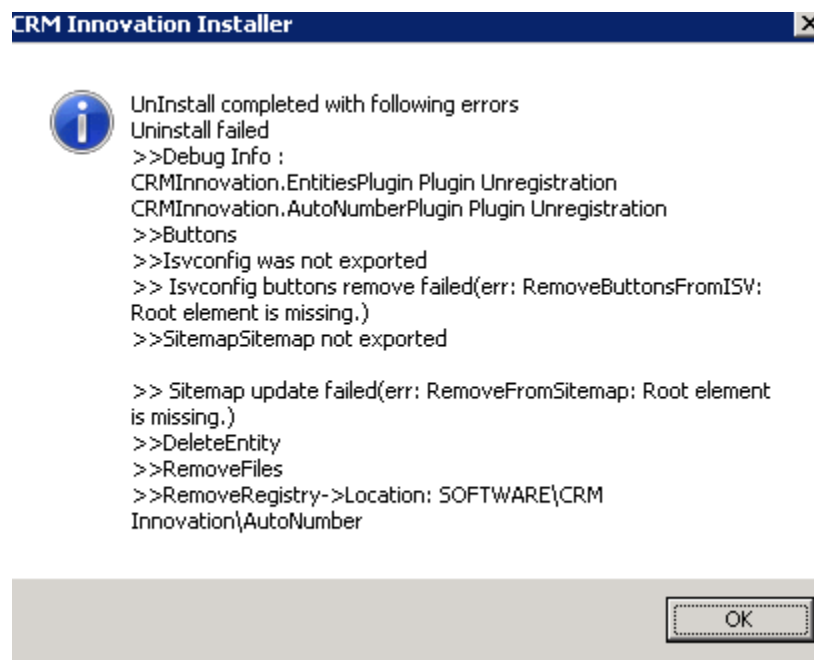 CRM Innovation Installer
UnInstall completed with following errors
Uninstall failed
>>Debug Info :
CRMInnovation.EntitiesPlugin Plugin Unregistration
CRMInnovation.AutoNumberPlugin Plugin Unregistration
>>Buttons
>>Isvconfig was not exported
>> Isvconfig buttons remove failed(err: RemoveButtonsFromISV:
Root element is missing.)
>>SitemapSitemap not exported
>> Sitemap update failed(err: RemoveFromSitemap: Root element
is missing.)
>>DeleteEntity
>>RemoveFiles
>>RemoveRegistry->Location: SOFTWARE\CRM
Innovation\AutoNumber
OK